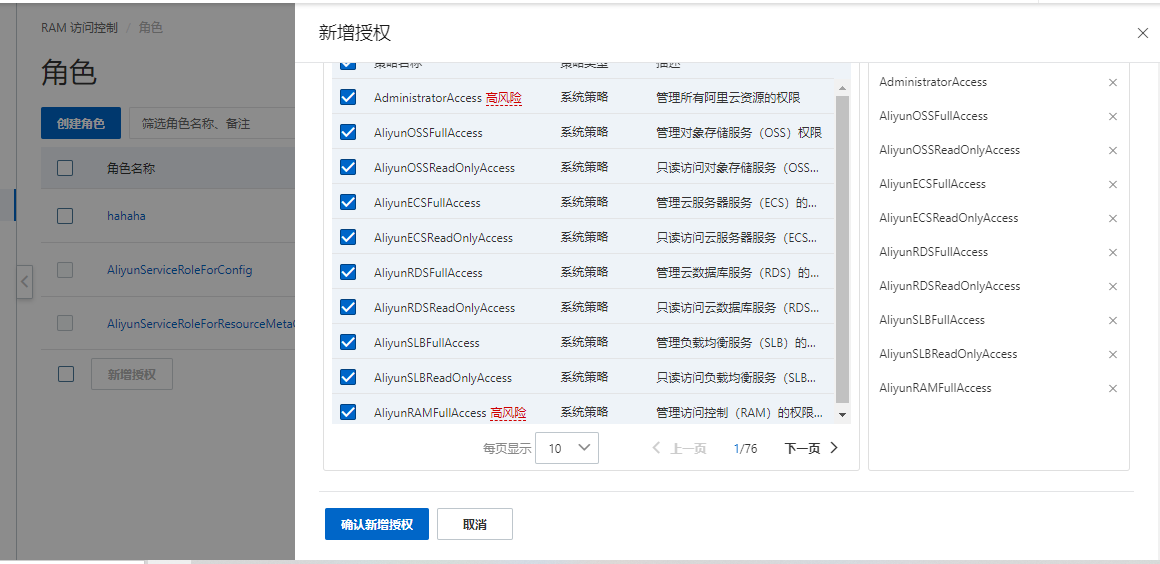 RAM 访问控制 / 角色
角色
创建角色
筛选角色名称、备注
角色名称
hahaha
AliyunServiceRoleForConfig
AliyunServiceRoleForResourceMeta
新增授权
新增授权
策略名称 策略类型 描述
AdministratorAccess 高风险 系统策略 管理所有阿里云资源的权限
AliyunOSSFullAccess 系统策略 管理对象存储服务（OSS）权限
AliyunOSSReadOnlyAccess 系统策略 只读访问对象存储服务（OSS...
AliyunECSFullAccess 系统策略 管理云服务器服务（ECS）的...
AliyunECSReadOnlyAccess 系统策略 只读访问云服务器服务（ECS...
AliyunRDSFullAccess 系统策略 管理云数据库服务（RDS）的...
AliyunRDSReadOnlyAccess 系统策略 只读访问云数据库服务（RDS...
AliyunSLBFullAccess 系统策略 管理负载均衡服务（SLB）的...
AliyunSLBReadOnlyAccess 系统策略 只读访问负载均衡服务（SLB...
AliyunRAMFullAccess 高风险 系统策略 管理访问控制（RAM）的权限...
每页显示 10 上一页 1/76 下一页
AdministratorAccess
AliyunOSSFullAccess
AliyunOSSReadOnlyAccess
AliyunECSFullAccess
AliyunECSReadOnlyAccess
AliyunRDSFullAccess
AliyunRDSReadOnlyAccess
AliyunSLBFullAccess
AliyunSLBReadOnlyAccess
AliyunRAMFullAccess
确认新增授权 取消